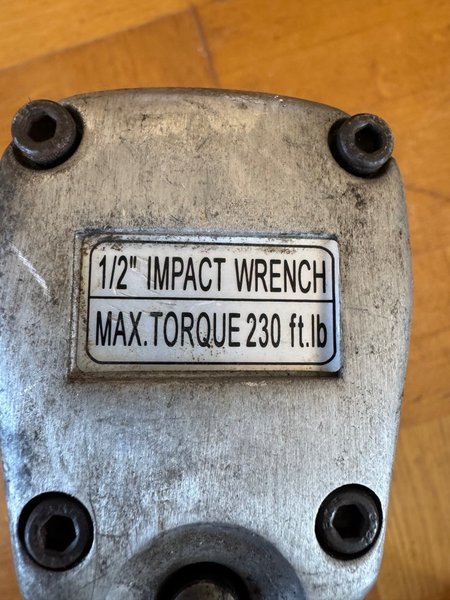 1/2" IMPACT WRENCH
MAX.TORQUE 230 ft.lb